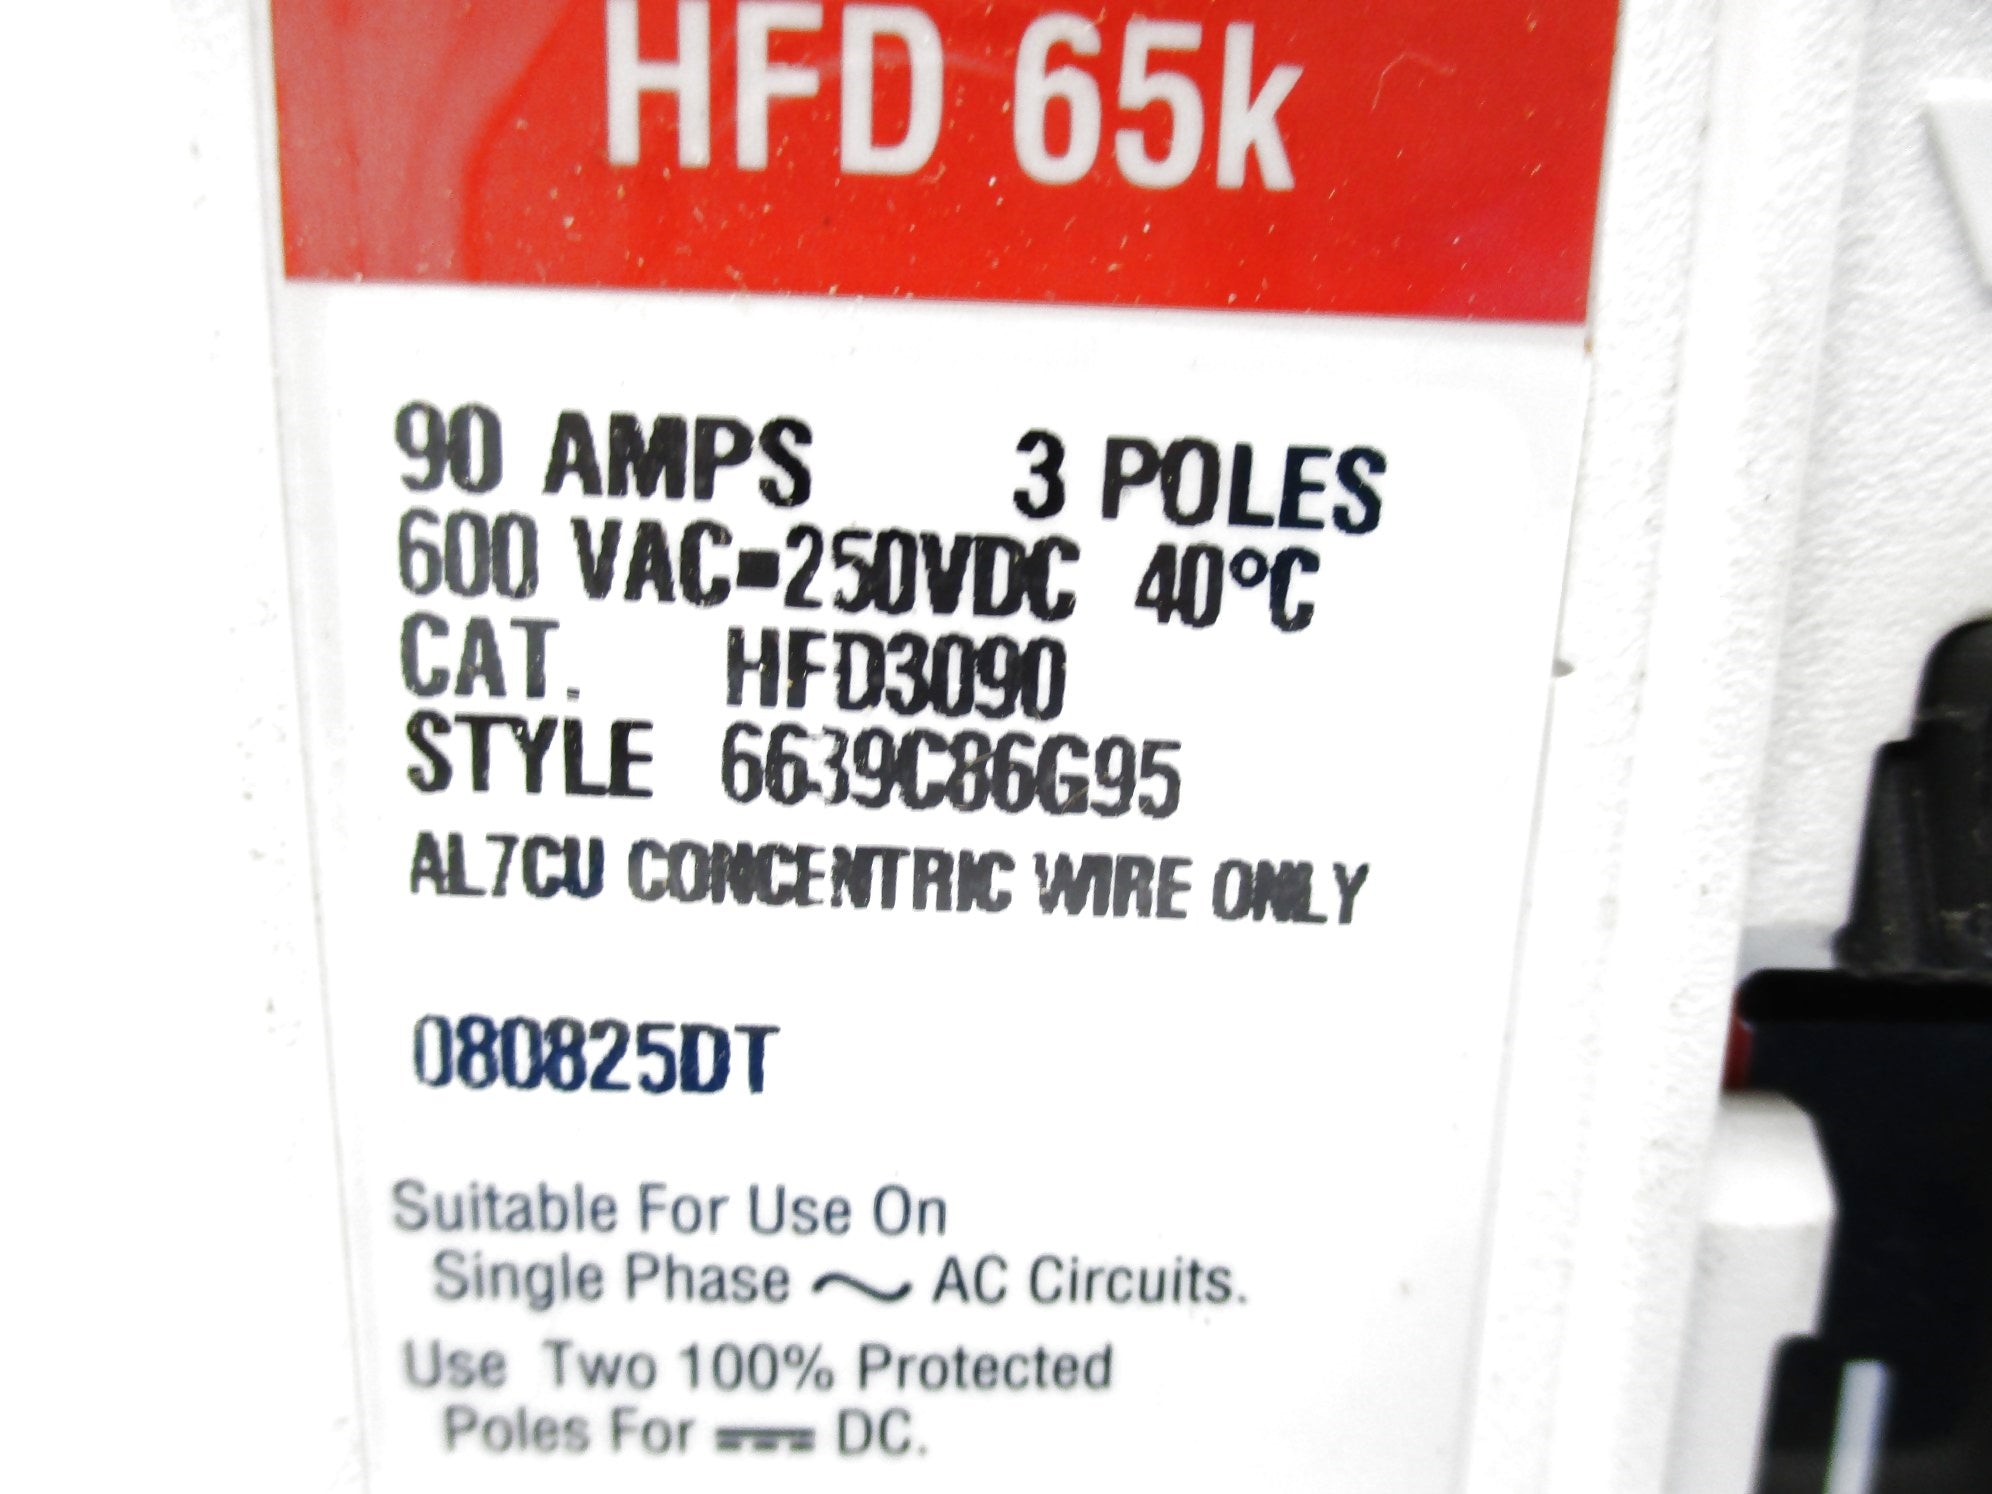 HFD 65k
90 AMPS 3 POLES
600 VAC=250VDC 40°C
CAT. HFD3090
STYLE 6639C86G95
AL7CU CONCENTRIC WIRE ONLY
080825DT
Suitable For Use On
Single Phase ~ AC Circuits.
Use Two 100% Protected
Poles For ⎓ DC.